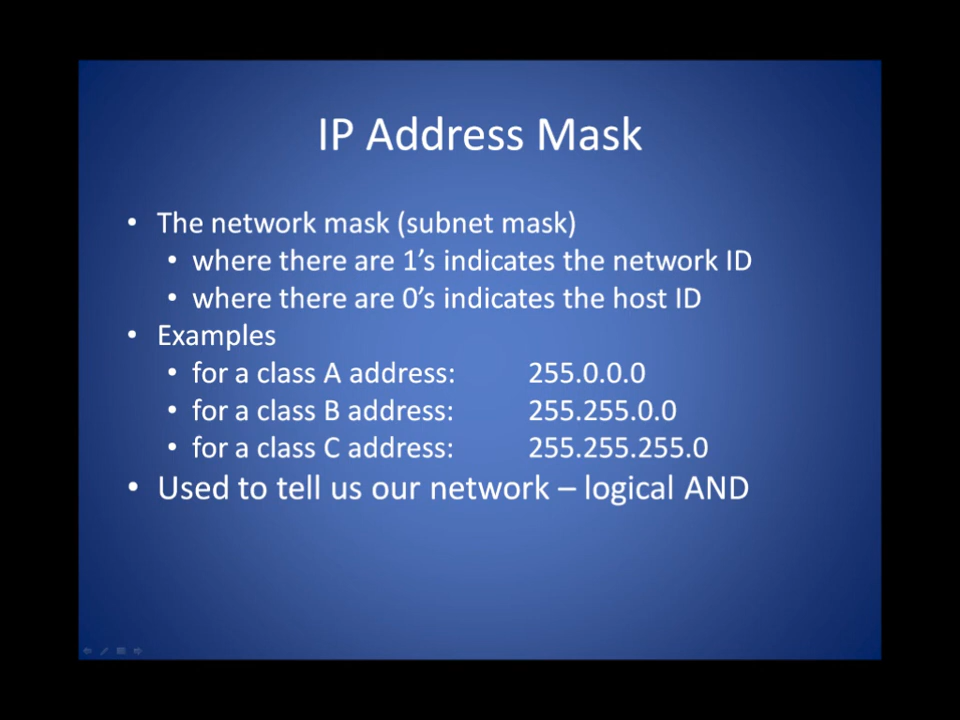 IP Address Mask
• The network mask (subnet mask)
• where there are 1’s indicates the network ID
• where there are 0’s indicates the host ID
• Examples
• for a class A address: 255.0.0.0
• for a class B address: 255.255.0.0
• for a class C address: 255.255.255.0
• Used to tell us our network – logical AND